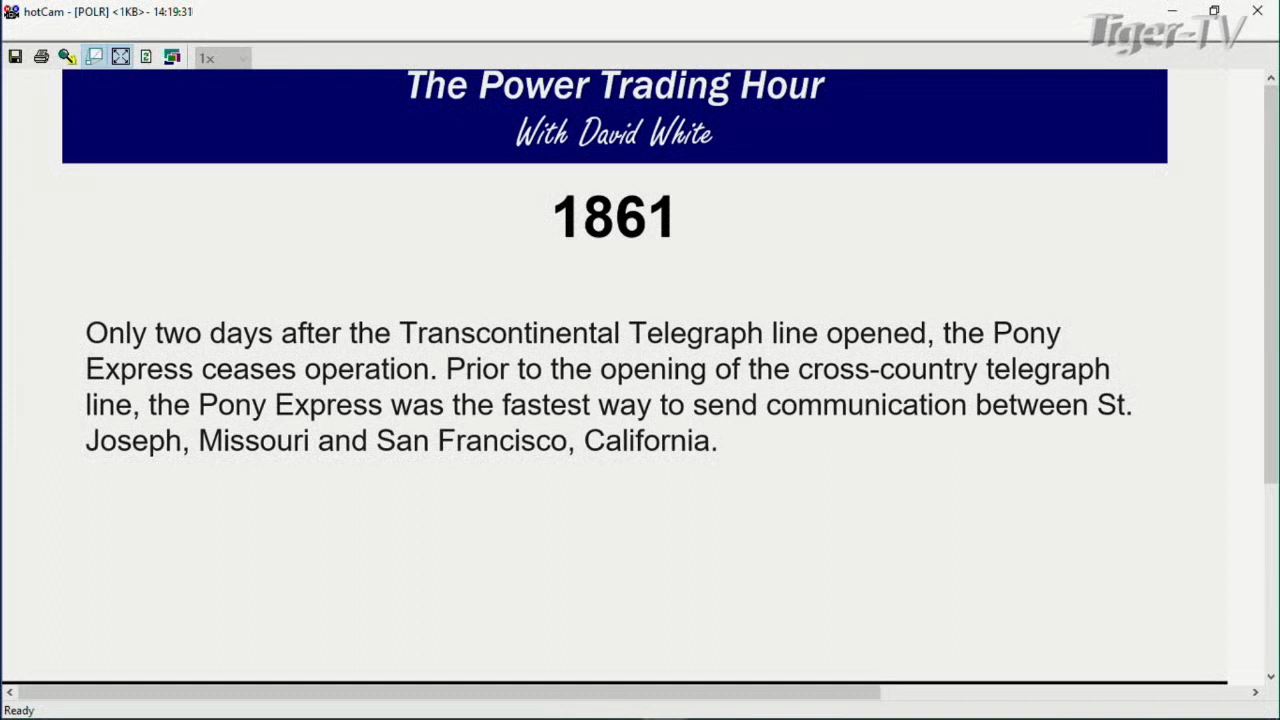 hotCam - [POLR] <1KB> - 14:19:31
Tiger-TV
1x
The Power Trading Hour
With David White
1861
Only two days after the Transcontinental Telegraph line opened, the Pony
Express ceases operation. Prior to the opening of the cross-country telegraph
line, the Pony Express was the fastest way to send communication between St.
Joseph, Missouri and San Francisco, California.
Ready